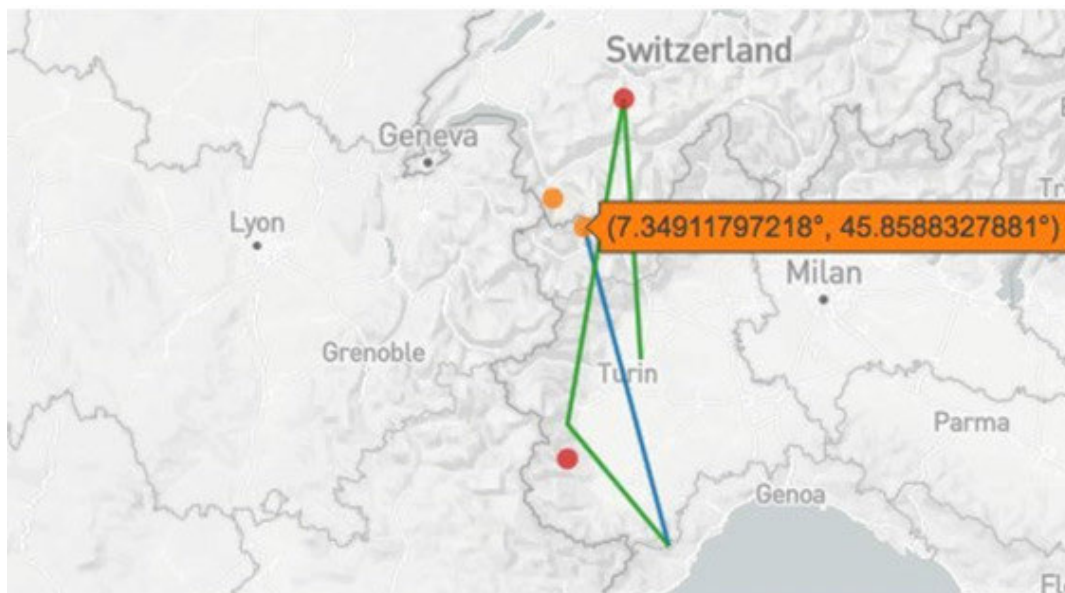 Switzerland
Geneva
Lyon
(7.34911797218°, 45.8588327881°)
Milan
Grenoble
Turin
Parma
Genoa